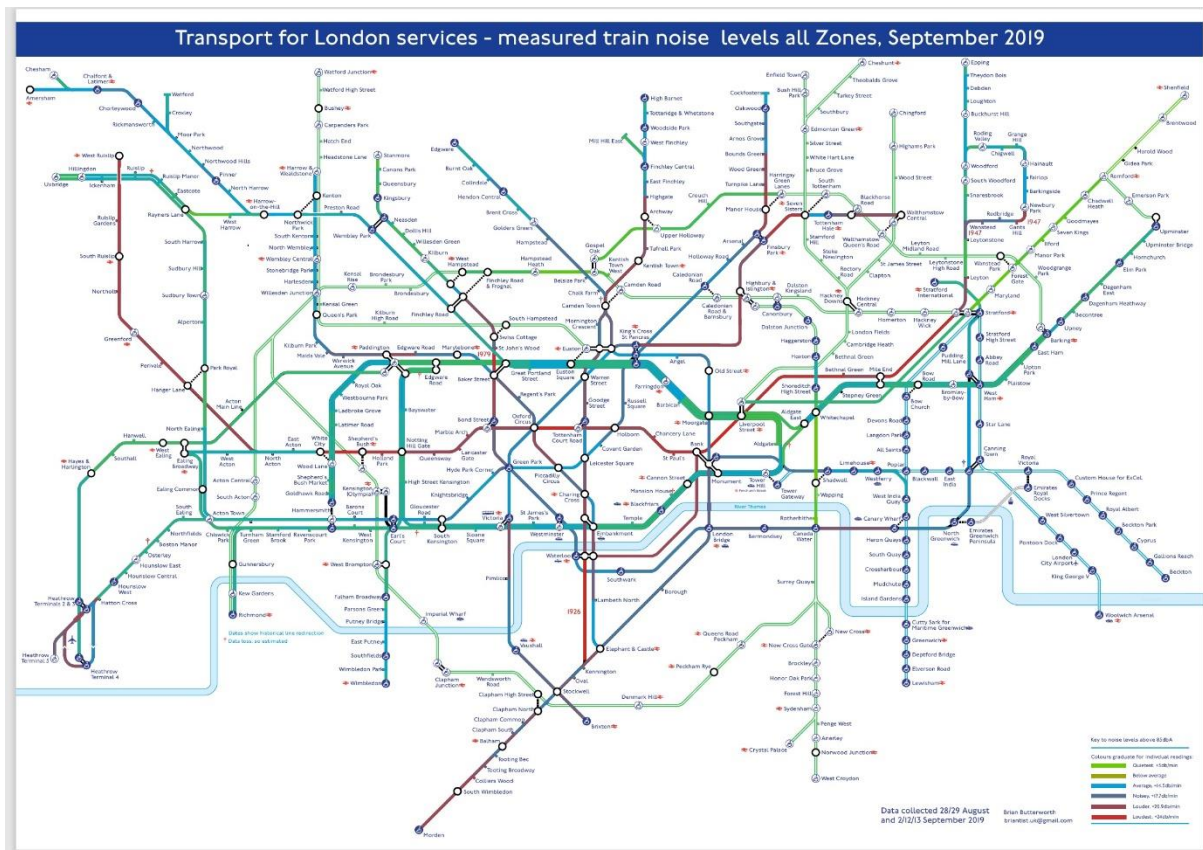 Transport for London services - measured train noise levels all Zones, September 2019
Chesham
Chalfont & Latimer
Amersham
Chorleywood
Rickmansworth
Watford
Croxley
Moor Park
Northwood
Northwood Hills
Pinner
North Harrow
Harrow-on-the-Hill
Watford Junction
Watford High Street
Bushey
Carpenders Park
Hatch End
Headstone Lane
Harrow & Wealdstone
Kenton
Stanmore
Canons Park
Queensbury
Kingsbury
Edgware
Burnt Oak
Colindale
Hendon Central
Brent Cross
Golders Green
Hampstead
High Barnet
Totteridge & Whetstone
Woodside Park
West Finchley
Mill Hill East
Finchley Central
East Finchley
Highgate
Archway
Tufnell Park
Kentish Town
Cockfosters
Oakwood
Southgate
Arnos Grove
Bounds Green
Wood Green
Turnpike Lane
Manor House
Enfield Town
Bush Hill Park
Cheshunt
Theobalds Grove
Turkey Street
Southbury
Edmonton Green
Silver Street
White Hart Lane
Bruce Grove
Chingford
Highams Park
Wood Street
Epping
Theydon Bois
Debden
Loughton
Buckhurst Hill
Roding Valley
Chigwell
Grange Hill
Hainault
Fairlop
Barkingside
Newbury Park
Woodford
South Woodford
Snaresbrook
Redbridge
Wanstead
Gants Hill
1947
1947
Leytonstone
Shenfield
Brentwood
Harold Wood
Gidea Park
Romford
Emerson Park
Chadwell Heath
Goodmayes
Seven Kings
Ilford
Manor Park
Forest Gate
Maryland
Upminster
Upminster Bridge
Hornchurch
Elm Park
Dagenham East
Dagenham Heathway
Becontree
Upney
Barking
East Ham
Upton Park
Plaistow
West Ruislip
Hillingdon
Uxbridge
Ickenham
Ruislip
Ruislip Manor
Eastcote
Rayners Lane
West Harrow
Ruislip Gardens
South Ruislip
Northolt
Greenford
Perivale
Hanger Lane
South Harrow
Sudbury Hill
Sudbury Town
Alperton
Park Royal
North Ealing
Northwick Park
Preston Road
Wembley Park
South Kenton
North Wembley
Wembley Central
Stonebridge Park
Harlesden
Willesden Junction
Kensal Green
Queen's Park
Kilburn Park
Maida Vale
Warwick Avenue
Neasden
Dollis Hill
Willesden Green
Kilburn
West Hampstead
Finchley Road & Frognal
Finchley Road
Kensal Rise
Brondesbury Park
Brondesbury
Kilburn High Road
South Hampstead
Swiss Cottage
St John's Wood
Hampstead Heath
Belsize Park
Gospel Oak
Kentish Town West
Chalk Farm
Camden Town
Camden Road
Mornington Crescent
Upper Holloway
Crouch Hill
Harringay Green Lanes
South Tottenham
Seven Sisters
Tottenham Hale
Blackhorse Road
Walthamstow Central
Walthamstow Queen's Road
Leyton Midland Road
Leytonstone High Road
Wanstead Park
Woodgrange Park
Leyton
Stamford Hill
Stoke Newington
Rectory Road
St James Street
Clapton
Arsenal
Finsbury Park
Holloway Road
Caledonian Road
Caledonian Road & Barnsbury
Highbury & Islington
Canonbury
Dalston Kingsland
Dalston Junction
Hackney Downs
Hackney Central
Homerton
Hackney Wick
Stratford International
Stratford
Stratford High Street
Abbey Road
West Ham
Pudding Mill Lane
Star Lane
Canning Town
London Fields
Cambridge Heath
Bethnal Green
Haggerston
Hoxton
Shoreditch High Street
Bethnal Green
Mile End
Stepney Green
Bow Road
Bow Church
Bromley-by-Bow
Devons Road
Langdon Park
All Saints
Poplar
Paddington
Edgware Road
Marylebone
Baker Street
1979
Great Portland Street
Euston
Euston Square
King's Cross St Pancras
Warren Street
Goodge Street
Russell Square
Angel
Old Street
Farringdon
Barbican
Moorgate
Liverpool Street
Aldgate East
Aldgate
Whitechapel
Royal Oak
Edgware Road
Westbourne Park
Ladbroke Grove
Latimer Road
Bayswater
Regent's Park
Bond Street
Oxford Circus
Marble Arch
Lancaster Gate
Queensway
Notting Hill Gate
Holland Park
Shepherd's Bush
White City
Wood Lane
Shepherd's Bush Market
Goldhawk Road
Hammersmith
Tottenham Court Road
Holborn
Chancery Lane
St Paul's
Bank
Monument
Covent Garden
Leicester Square
Piccadilly Circus
Green Park
Hyde Park Corner
Knightsbridge
Charing Cross
Cannon Street
Mansion House
Blackfriars
Temple
Embankment
Tower Hill
Tower Gateway
Shadwell
Wapping
Rotherhithe
Limehouse
Westferry
Blackwall
East India
West India Quay
Canary Wharf
Heron Quays
South Quay
Crossharbour
Mudchute
Island Gardens
Cutty Sark for Maritime Greenwich
Greenwich
Deptford Bridge
Elverson Road
Lewisham
Royal Victoria
Emirates Royal Docks
Emirates Greenwich Peninsula
North Greenwich
Custom House for ExCeL
Prince Regent
Royal Albert
Beckton Park
Cyprus
Gallions Reach
Beckton
West Silvertown
Pontoon Dock
London City Airport
King George V
Woolwich Arsenal
River Thames
Hayes & Harlington
Southall
Hanwell
West Ealing
Ealing Broadway
Acton Main Line
West Acton
North Acton
East Acton
Ealing Common
Acton Central
South Acton
South Ealing
Northfields
Boston Manor
Osterley
Hounslow East
Hounslow Central
Hounslow West
Hatton Cross
Heathrow Terminals 2 & 3
Heathrow Terminal 5
Heathrow Terminal 4
Acton Town
Chiswick Park
Turnham Green
Stamford Brook
Ravenscourt Park
Gunnersbury
Kew Gardens
Richmond
Kensington (Olympia)
Barons Court
West Kensington
Earl's Court
High Street Kensington
Gloucester Road
South Kensington
Sloane Square
Victoria
St James's Park
Westminster
Waterloo
Southwark
London Bridge
Bermondsey
Canada Water
Surrey Quays
West Brompton
Fulham Broadway
Parsons Green
Putney Bridge
East Putney
Southfields
Wimbledon Park
Wimbledon
Imperial Wharf
Clapham Junction
Wandsworth Road
Pimlico
Vauxhall
Lambeth North
Borough
Elephant & Castle
1926
Kennington
Oval
Stockwell
Brixton
Clapham High Street
Clapham North
Clapham Common
Clapham South
Balham
Tooting Bec
Tooting Broadway
Colliers Wood
South Wimbledon
Morden
Denmark Hill
Peckham Rye
Queens Road Peckham
New Cross
New Cross Gate
Brockley
Honor Oak Park
Forest Hill
Sydenham
Crystal Palace
Penge West
Anerley
Norwood Junction
West Croydon
Dates show historical line redirection
Data loss, so estimated
Key to noise levels above 85dbA
Colours graduate for individual readings:
Below average
Data collected 28/29 August
and 2/12/13 September 2019
Brian Butterworth
briantist.uk@gmail.com